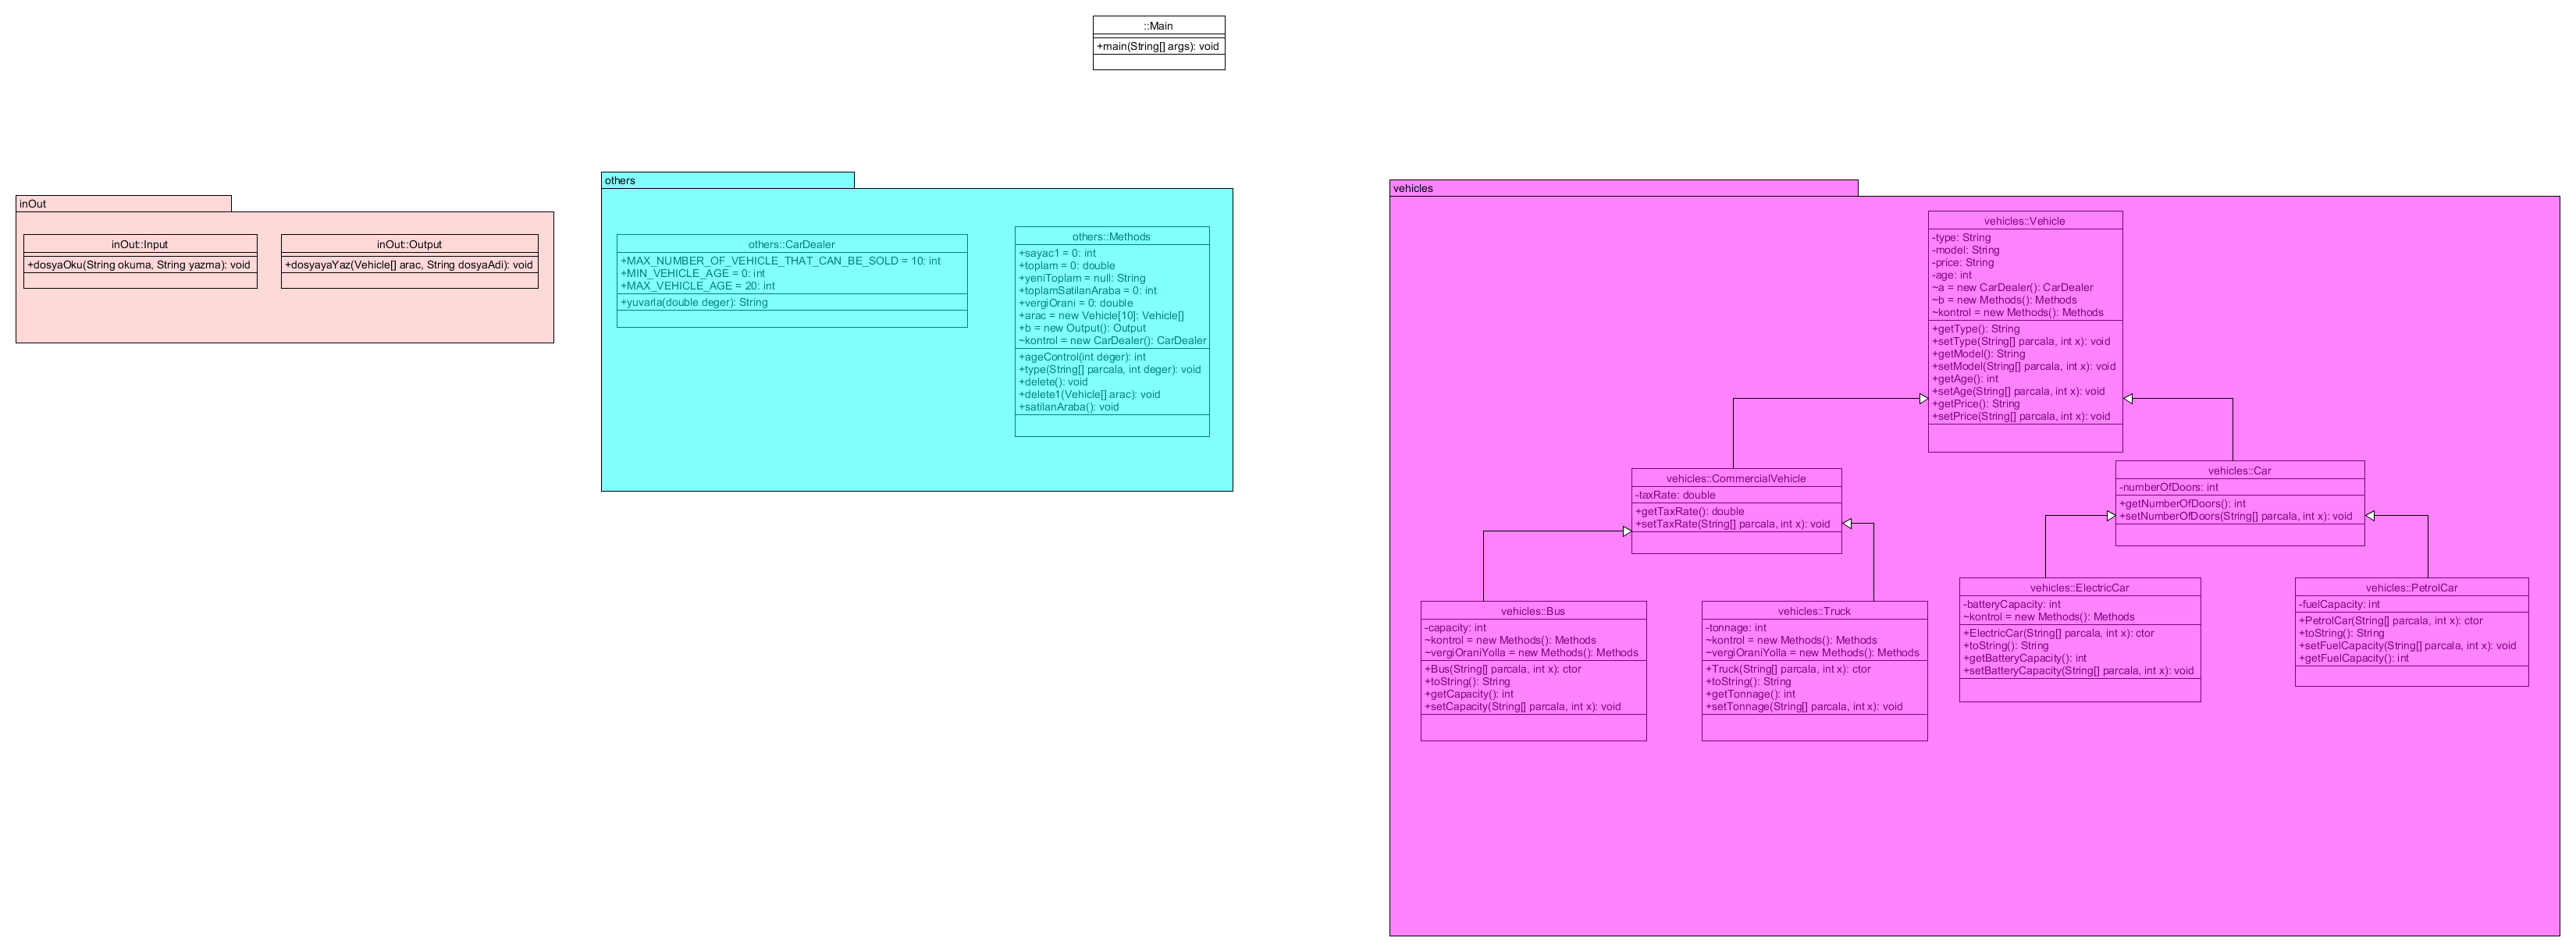 ::Main
+main(String[] args): void
inOut
inOut::Input
+dosyaOku(String okuma, String yazma): void
inOut::Output
+dosyayaYaz(Vehicle[] arac, String dosyaAdi): void
others
others::CarDealer
+MAX_NUMBER_OF_VEHICLE_THAT_CAN_BE_SOLD = 10: int
+MIN_VEHICLE_AGE = 0: int
+MAX_VEHICLE_AGE = 20: int
+yuvarla(double deger): String
others::Methods
+sayac1 = 0: int
+toplam = 0: double
+yeniToplam = null: String
+toplamSatilanAraba = 0: int
+vergiOrani = 0: double
+arac = new Vehicle[10]: Vehicle[]
+b = new Output(): Output
~kontrol = new CarDealer(): CarDealer
+ageControl(int deger): int
+type(String[] parcala, int deger): void
+delete(): void
+delete1(Vehicle[] arac): void
+satilanAraba(): void
vehicles
vehicles::Vehicle
-type: String
-model: String
-price: String
-age: int
~a = new CarDealer(): CarDealer
~b = new Methods(): Methods
~kontrol = new Methods(): Methods
+getType(): String
+setType(String[] parcala, int x): void
+getModel(): String
+setModel(String[] parcala, int x): void
+getAge(): int
+setAge(String[] parcala, int x): void
+getPrice(): String
+setPrice(String[] parcala, int x): void
vehicles::CommercialVehicle
-taxRate: double
+getTaxRate(): double
+setTaxRate(String[] parcala, int x): void
vehicles::Car
-numberOfDoors: int
+getNumberOfDoors(): int
+setNumberOfDoors(String[] parcala, int x): void
vehicles::Bus
-capacity: int
~kontrol = new Methods(): Methods
~vergiOraniYolla = new Methods(): Methods
+Bus(String[] parcala, int x): ctor
+toString(): String
+getCapacity(): int
+setCapacity(String[] parcala, int x): void
vehicles::Truck
-tonnage: int
~kontrol = new Methods(): Methods
~vergiOraniYolla = new Methods(): Methods
+Truck(String[] parcala, int x): ctor
+toString(): String
+getTonnage(): int
+setTonnage(String[] parcala, int x): void
vehicles::ElectricCar
-batteryCapacity: int
~kontrol = new Methods(): Methods
+ElectricCar(String[] parcala, int x): ctor
+toString(): String
+getBatteryCapacity(): int
+setBatteryCapacity(String[] parcala, int x): void
vehicles::PetrolCar
-fuelCapacity: int
+PetrolCar(String[] parcala, int x): ctor
+toString(): String
+setFuelCapacity(String[] parcala, int x): void
+getFuelCapacity(): int